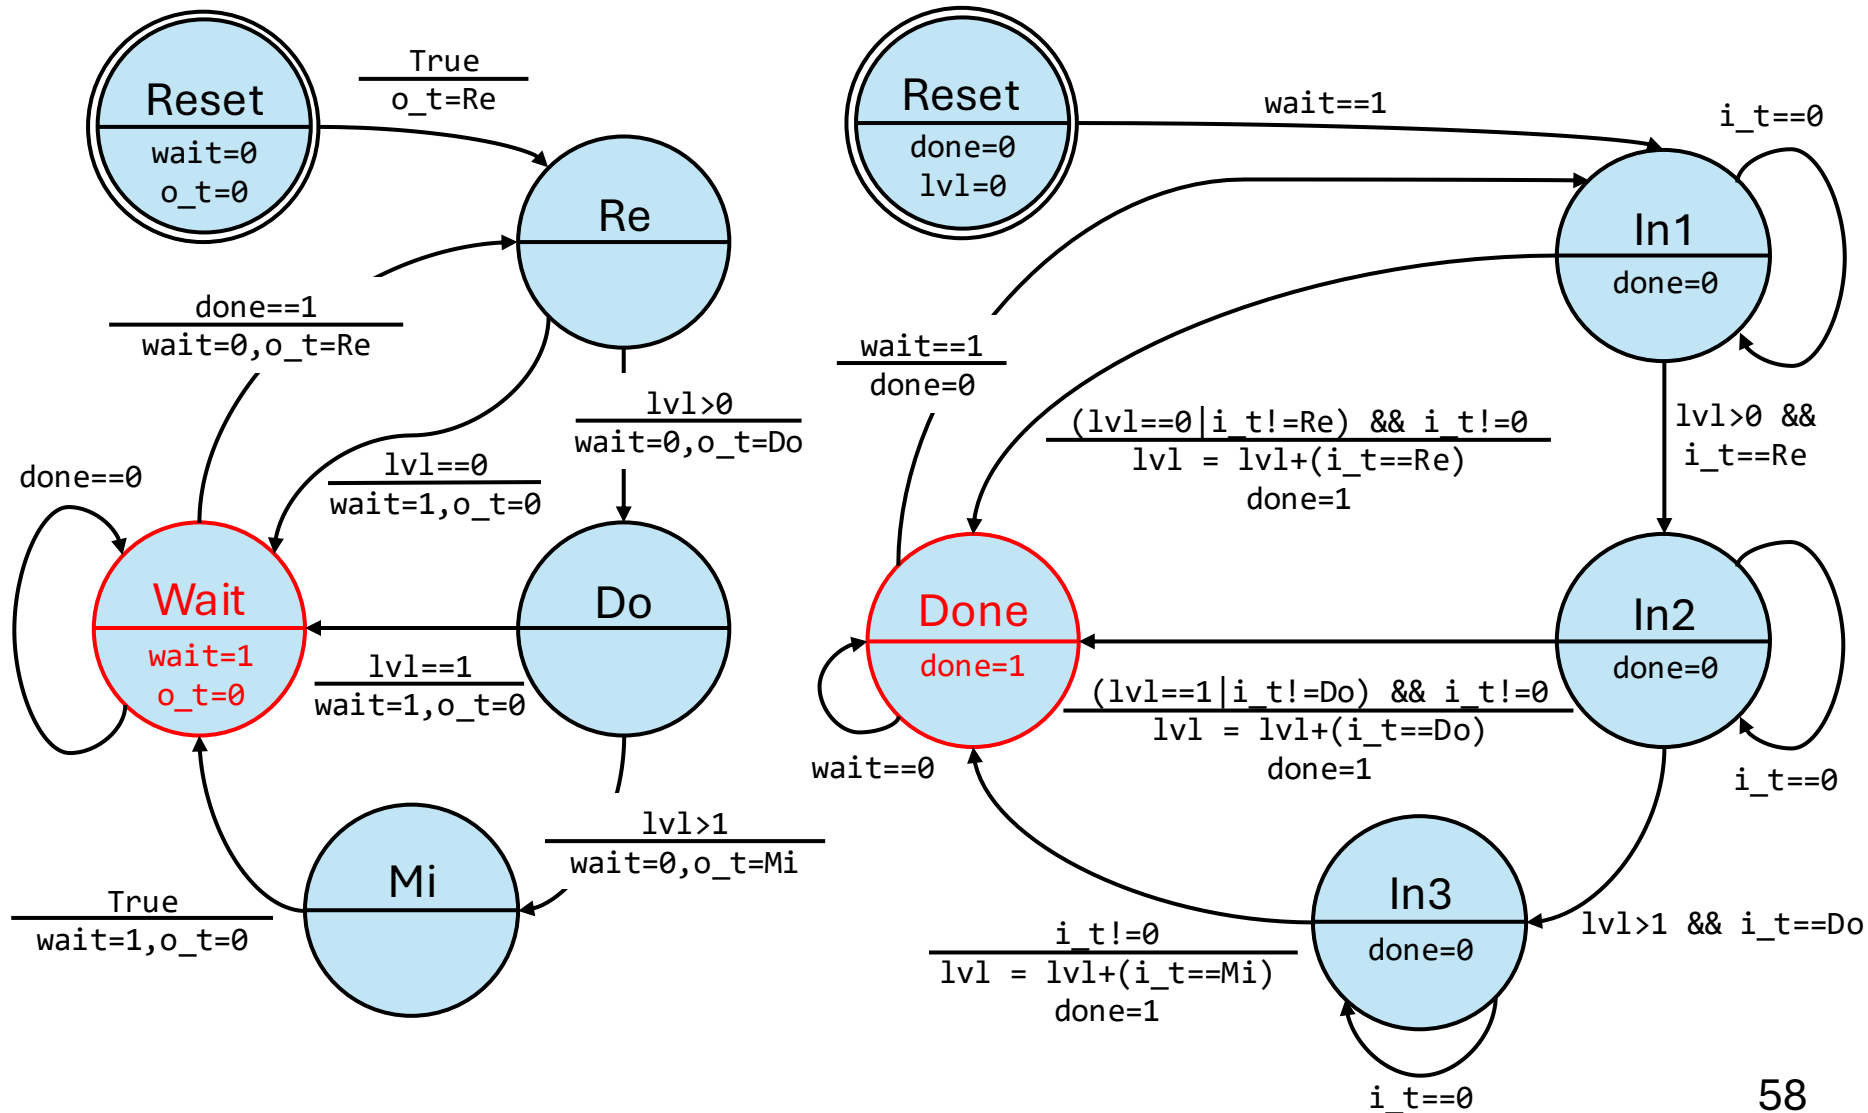 Reset
wait=0
o_t=0
True
o_t=Re
Re
done==1
wait=0,o_t=Re
lvl>0
wait=0,o_t=Do
lvl==0
wait=1,o_t=0
done==0
Wait
wait=1
o_t=0
Do
lvl==1
wait=1,o_t=0
lvl>1
wait=0,o_t=Mi
Mi
True
wait=1,o_t=0
Reset
done=0
lvl=0
wait==1
i_t==0
In1
done=0
wait==1
done=0
(lvl==0|i_t!=Re) && i_t!=0
lvl = lvl+(i_t==Re)
done=1
lvl>0 &&
i_t==Re
Done
done=1
wait==0
In2
done=0
(lvl==1|i_t!=Do) && i_t!=0
lvl = lvl+(i_t==Do)
done=1
i_t==0
In3
done=0
lvl>1 && i_t==Do
i_t!=0
lvl = lvl+(i_t==Mi)
done=1
i_t==0
58